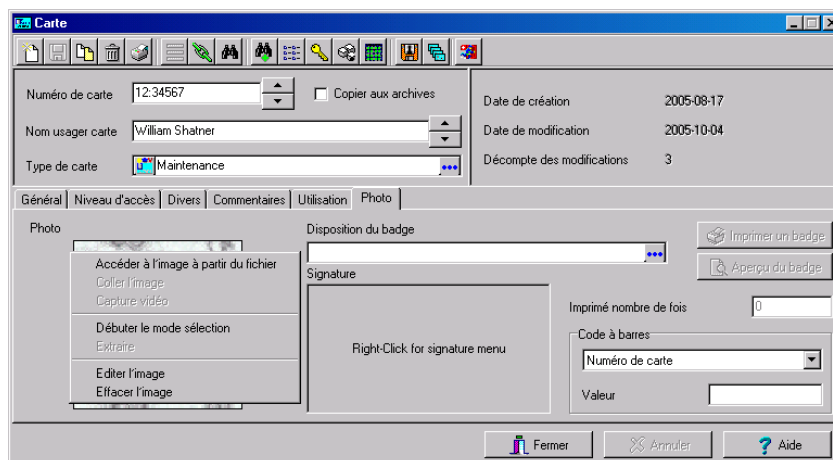 Carte
Numéro de carte 12:34567 Copier aux archives
Nom usager carte William Shatner
Type de carte Maintenance
Date de création 2005-08-17
Date de modification 2005-10-04
Décompte des modifications 3
Général Niveau d'accès Divers Commentaires Utilisation Photo
Photo
Accéder à l'image à partir du fichier
Coller l'image
Capture vidéo
Débuter le mode sélection
Extraire
Editer l'image
Effacer l'image
Disposition du badge
Signature
Right-Click for signature menu
Imprimer un badge
Aperçu du badge
Imprimé nombre de fois 0
Code à barres
Numéro de carte
Valeur
Fermer Annuler Aide